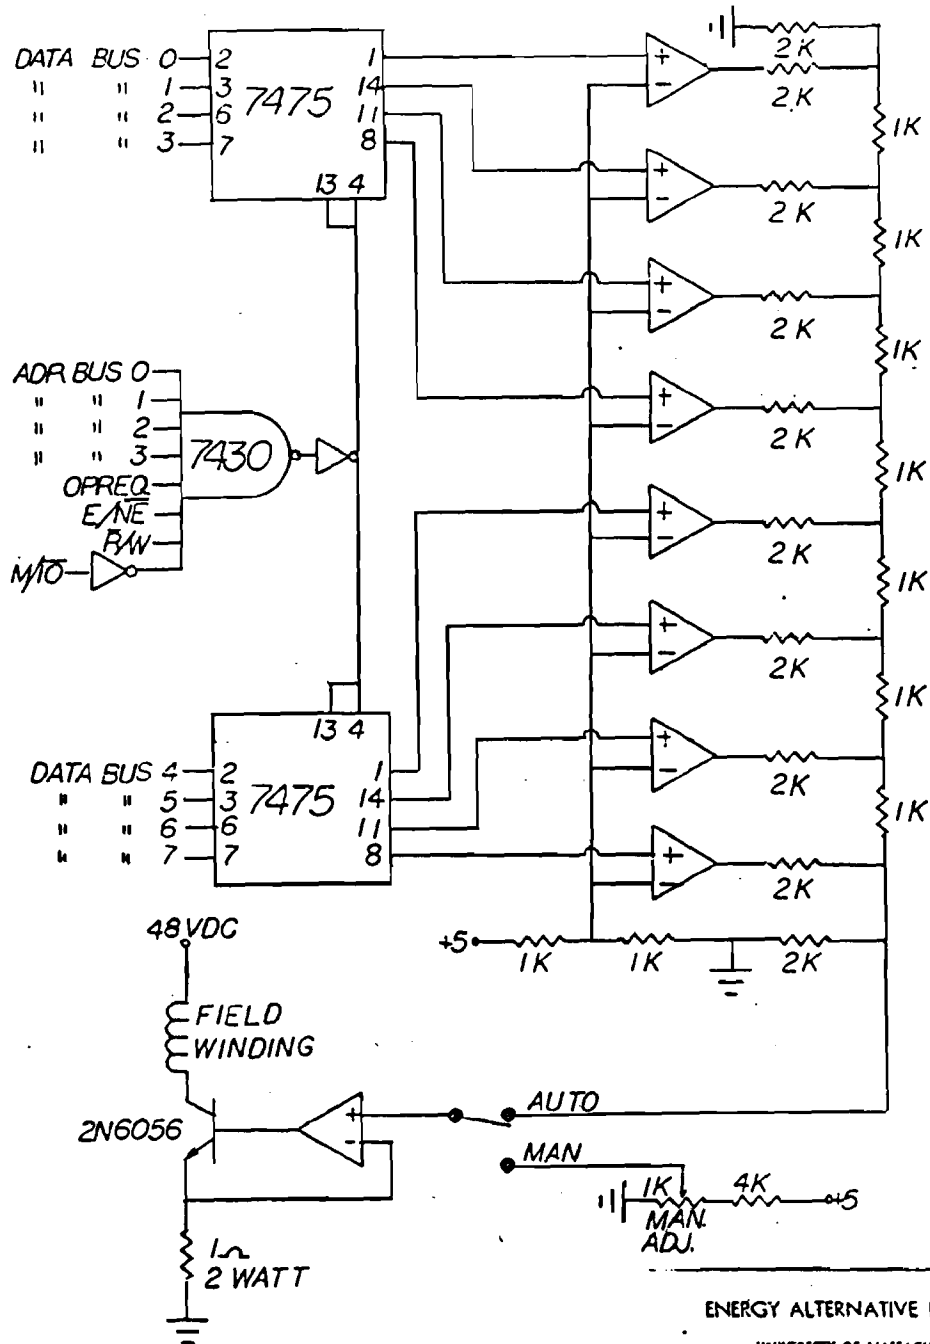 DATA BUS 0 2
" " 1 3
" " 2 6
" " 3 7
7475
1
14
11
8
13 4
ADR BUS 0
" " 1
" " 2
" " 3
OPREQ
E/N̅E̅
R̅/W
M/I̅O̅
7430
DATA BUS 4 2
" " 5 3
" " 6 6
" " 7 7
7475
13 4
1
14
11
8
+
-
2K
2K
1K
+
-
2K
1K
+
-
2K
1K
+
-
2K
1K
+
-
2K
1K
+
-
2K
1K
+
-
2K
1K
+
-
2K
+5
1K
1K
2K
48VDC
FIELD
WINDING
2N6056
+
-
1Ω
2 WATT
AUTO
MAN
1K
MAN.
ADJ.
4K
+5
ENERGY ALTERNATIVE